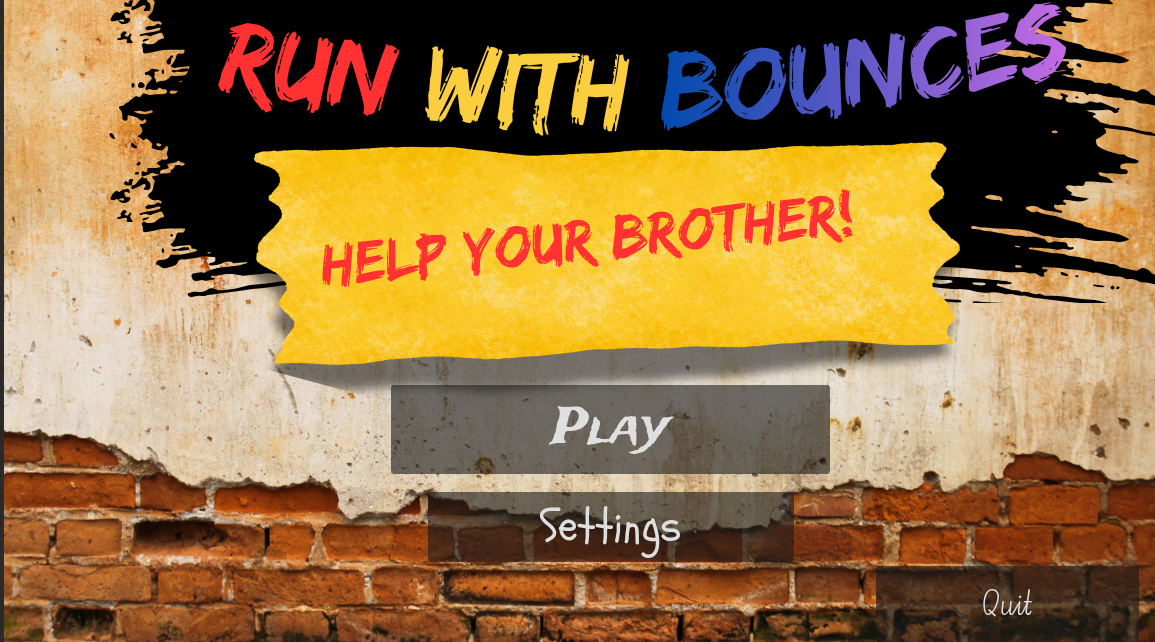 RUN WITH BOUNCES
HELP YOUR BROTHER!
Play
Settings
Quit